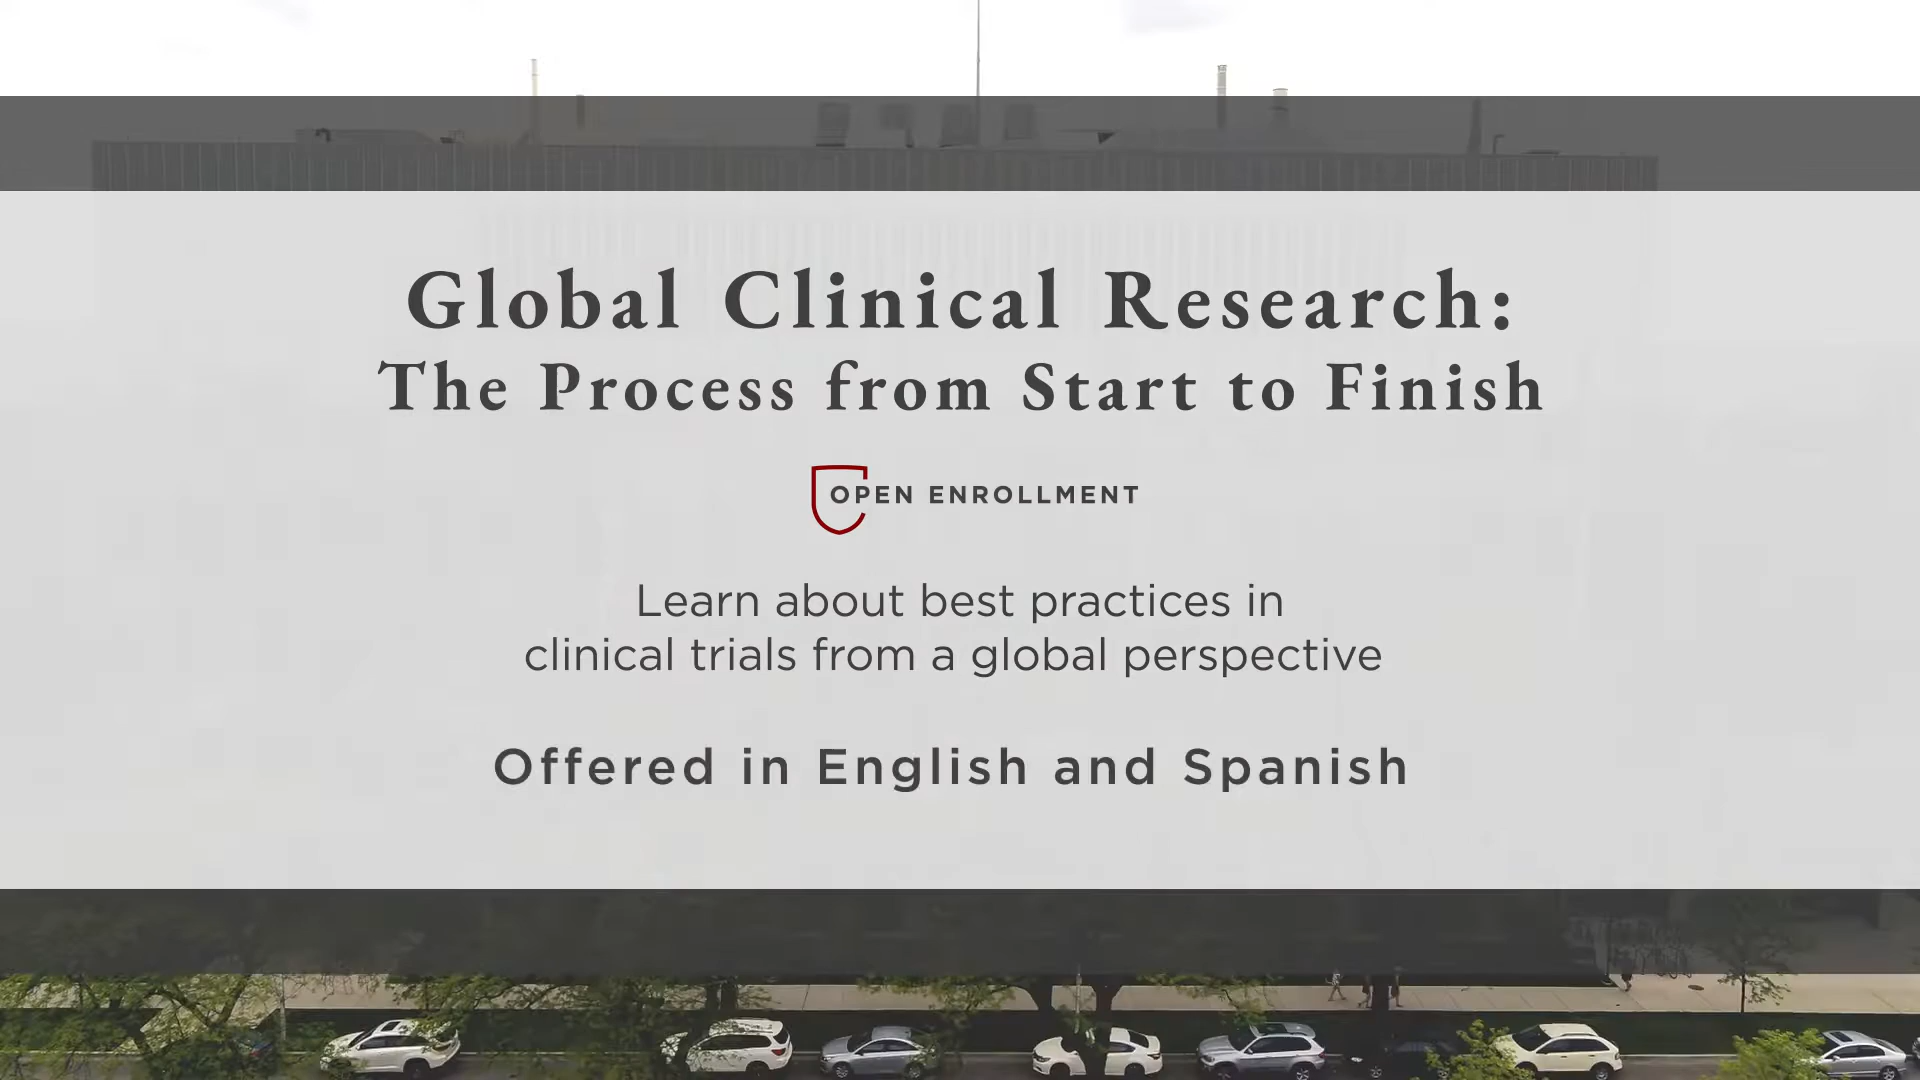 Global Clinical Research:
The Process from Start to Finish
OPEN ENROLLMENT
Learn about best practices in
clinical trials from a global perspective
Offered in English and Spanish